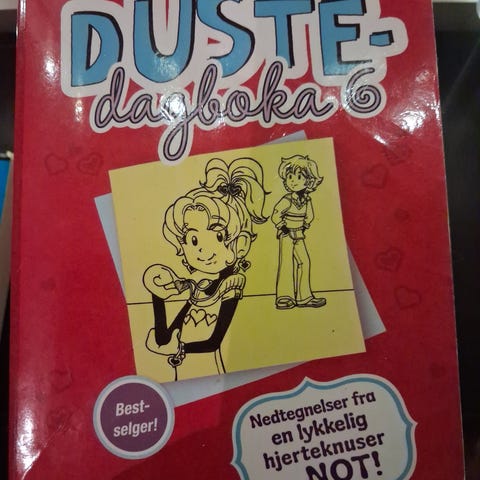 DUSTE-
dagboka 6
Best-
selger!
Nedtegnelser fra
en lykkelig
hjerteknuser
NOT!